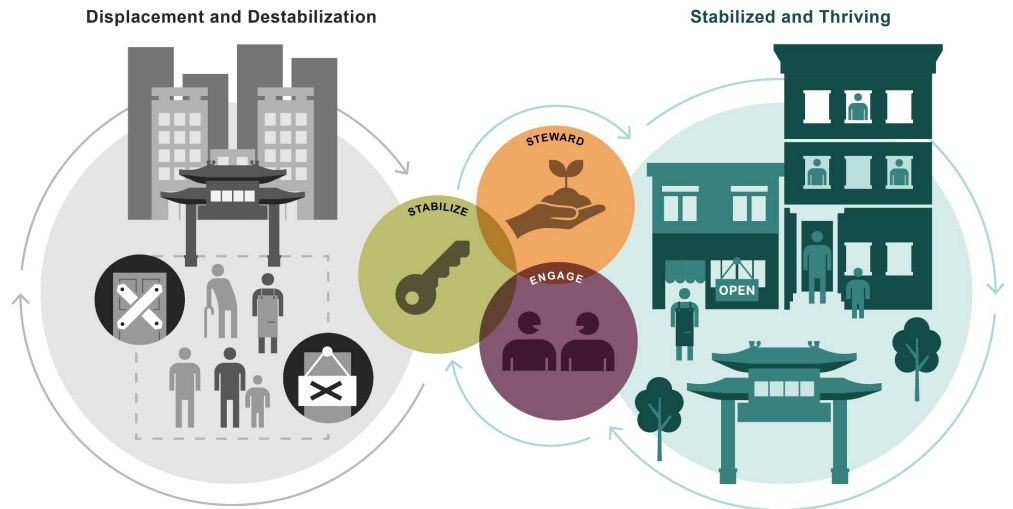 Displacement and Destabilization
Stabilized and Thriving
STEWARD
STABILIZE
ENGAGE
OPEN